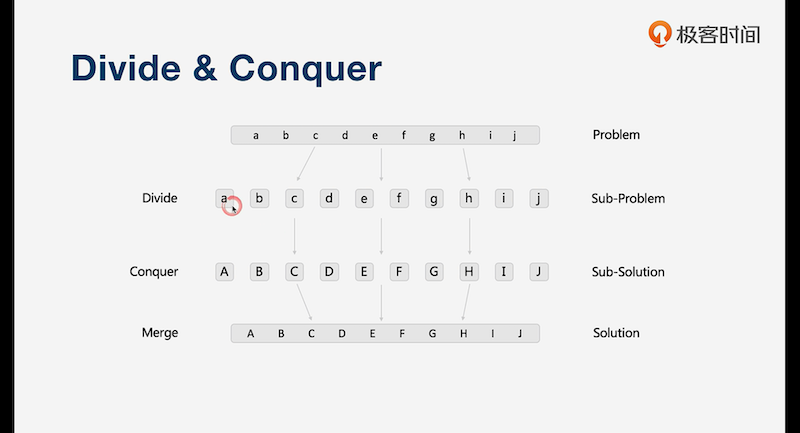 极客时间
Divide & Conquer
a b c d e f g h i j Problem
Divide a b c d e f g h i j Sub-Problem
Conquer A B C D E F G H I J Sub-Solution
Merge A B C D E F G H I J Solution